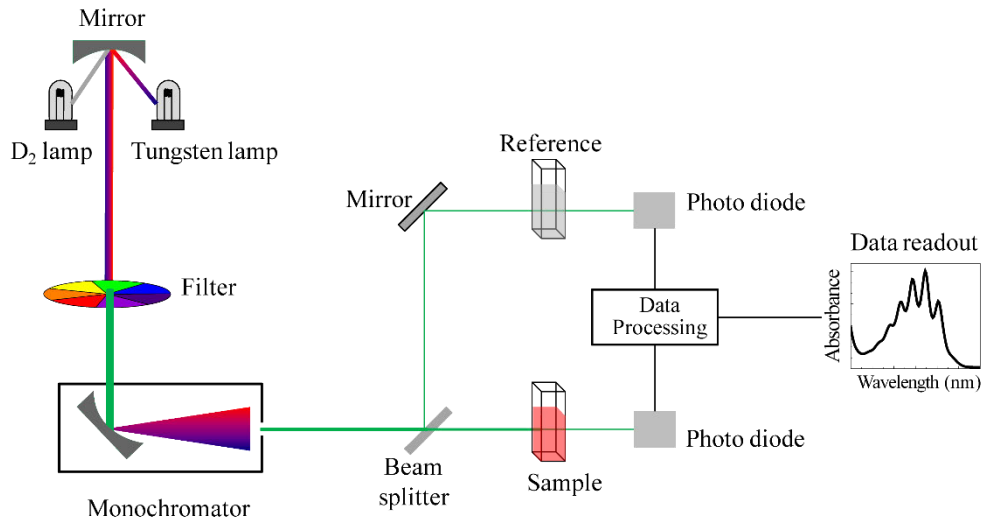 Mirror
D₂ lamp
Tungsten lamp
Filter
Monochromator
Mirror
Reference
Photo diode
Data
Processing
Beam
splitter
Sample
Photo diode
Data readout
Absorbance
Wavelength (nm)